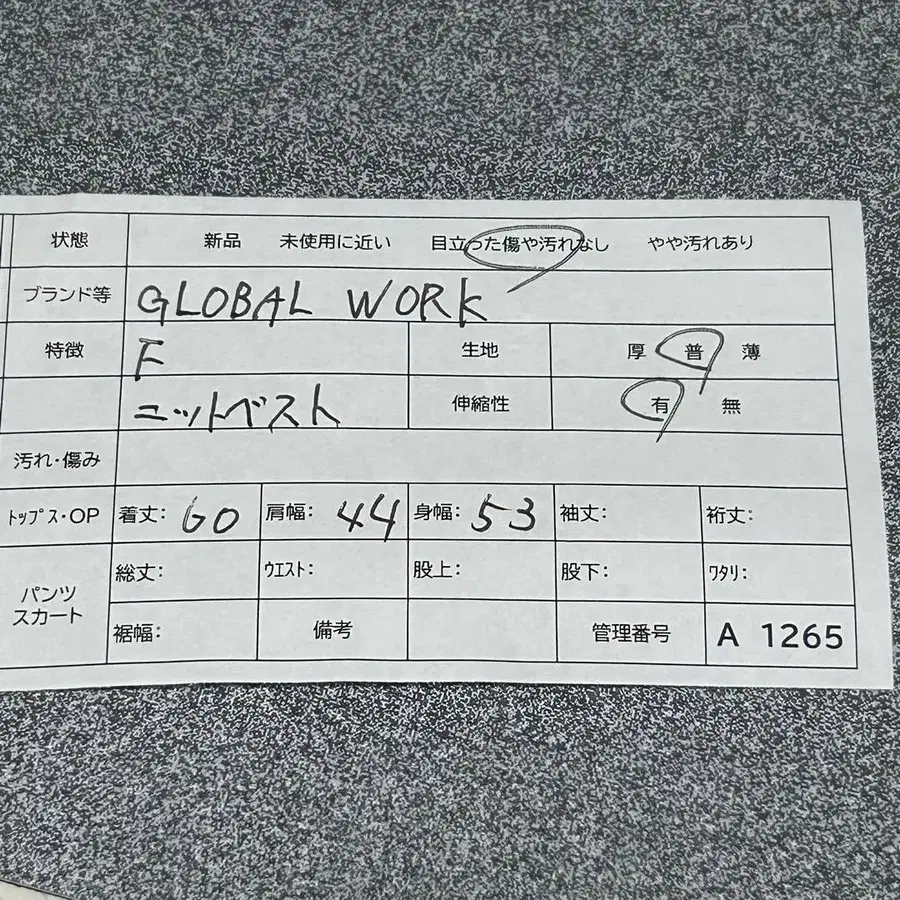 状態 新品 未使用に近い 目立った傷や汚れなし やや汚れあり
ブランド等 GLOBAL WORK
特徴 F 生地 厚 普 薄
ニットベスト 伸縮性 有 無
汚れ・傷み
トップス・OP 着丈: 60 肩幅: 44 身幅: 53 袖丈: 裄丈:
パンツ スカート 総丈: ウエスト: 股上: 股下: ワタリ:
裾幅: 備考 管理番号 A 1265